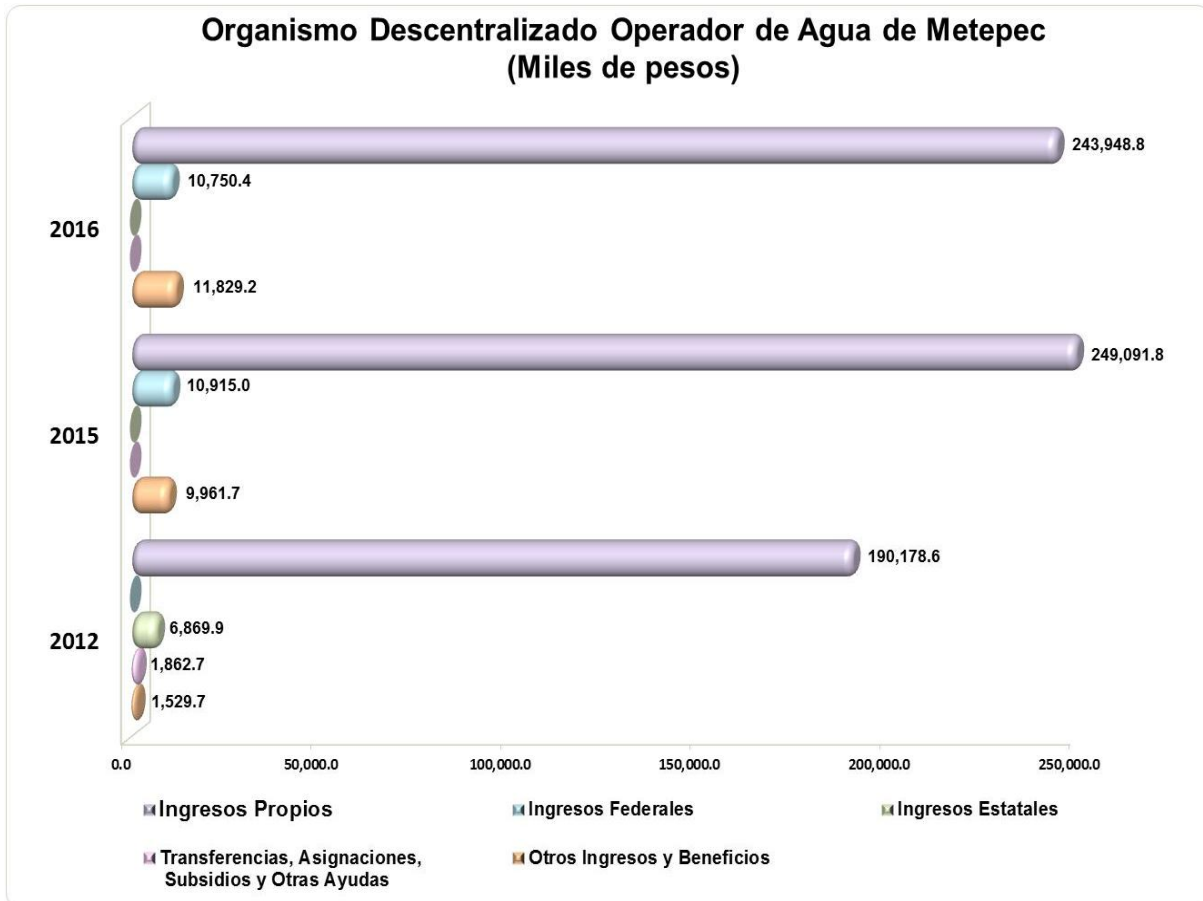 Organismo Descentralizado Operador de Agua de Metepec
(Miles de pesos)
243,948.8
10,750.4
2016
11,829.2
249,091.8
10,915.0
2015
9,961.7
190,178.6
6,869.9
2012
1,862.7
1,529.7
0.0 50,000.0 100,000.0 150,000.0 200,000.0 250,000.0
Ingresos Propios Ingresos Federales Ingresos Estatales
Transferencias, Asignaciones, Otros Ingresos y Beneficios
Subsidios y Otras Ayudas